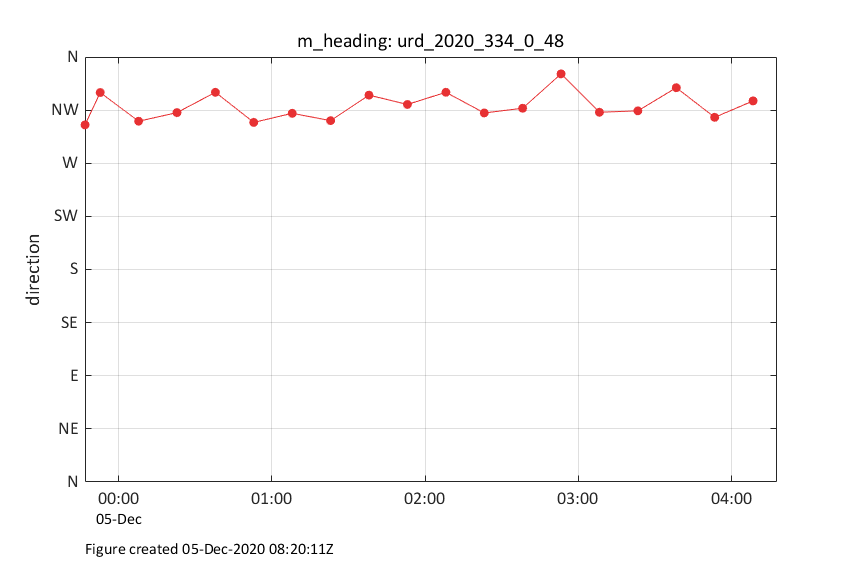 m_heading: urd_2020_334_0_48
N
NW
W
SW
S
SE
E
NE
N
direction
00:00 01:00 02:00 03:00 04:00
05-Dec
Figure created 05-Dec-2020 08:20:11Z